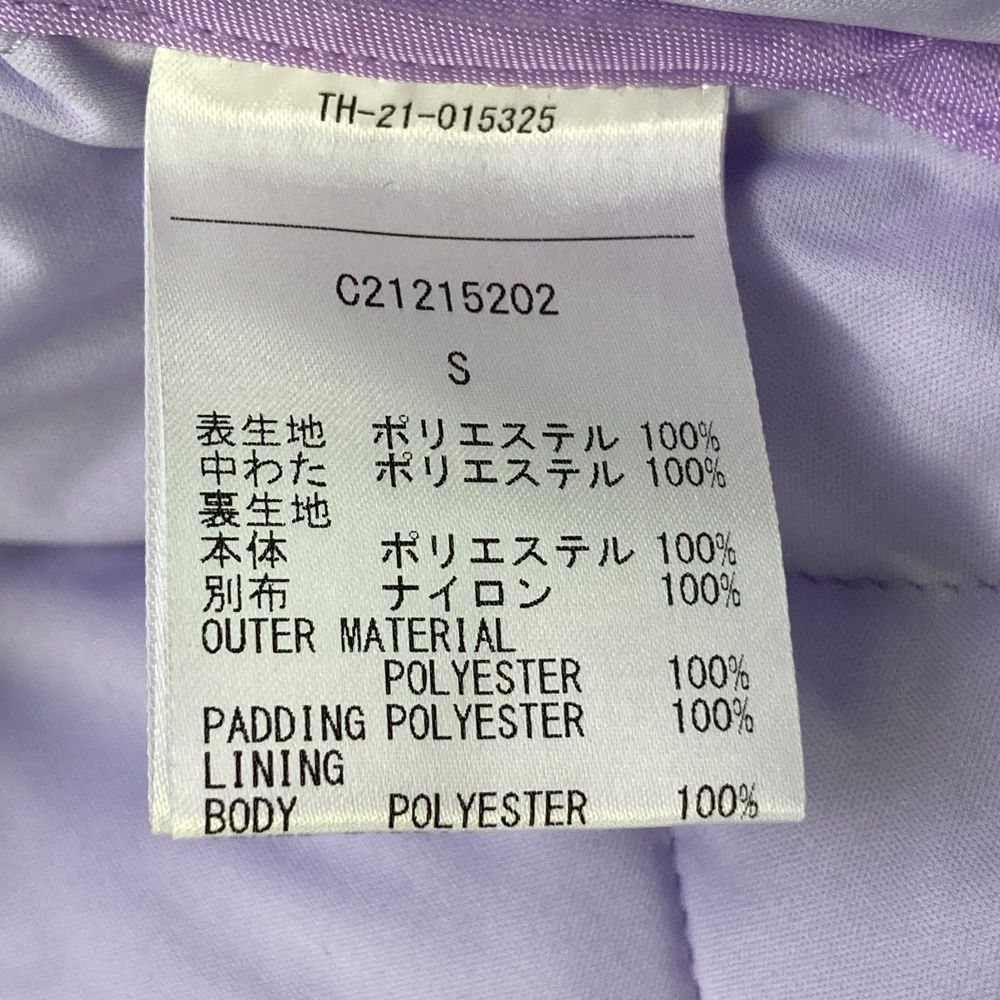 TH-21-015325
C21215202
S
表生地 ポリエステル 100%
中わた ポリエステル 100%
裏生地
本体 ポリエステル 100%
別布 ナイロン 100%
OUTER MATERIAL
POLYESTER 100%
PADDING POLYESTER 100%
LINING
BODY POLYESTER 100%